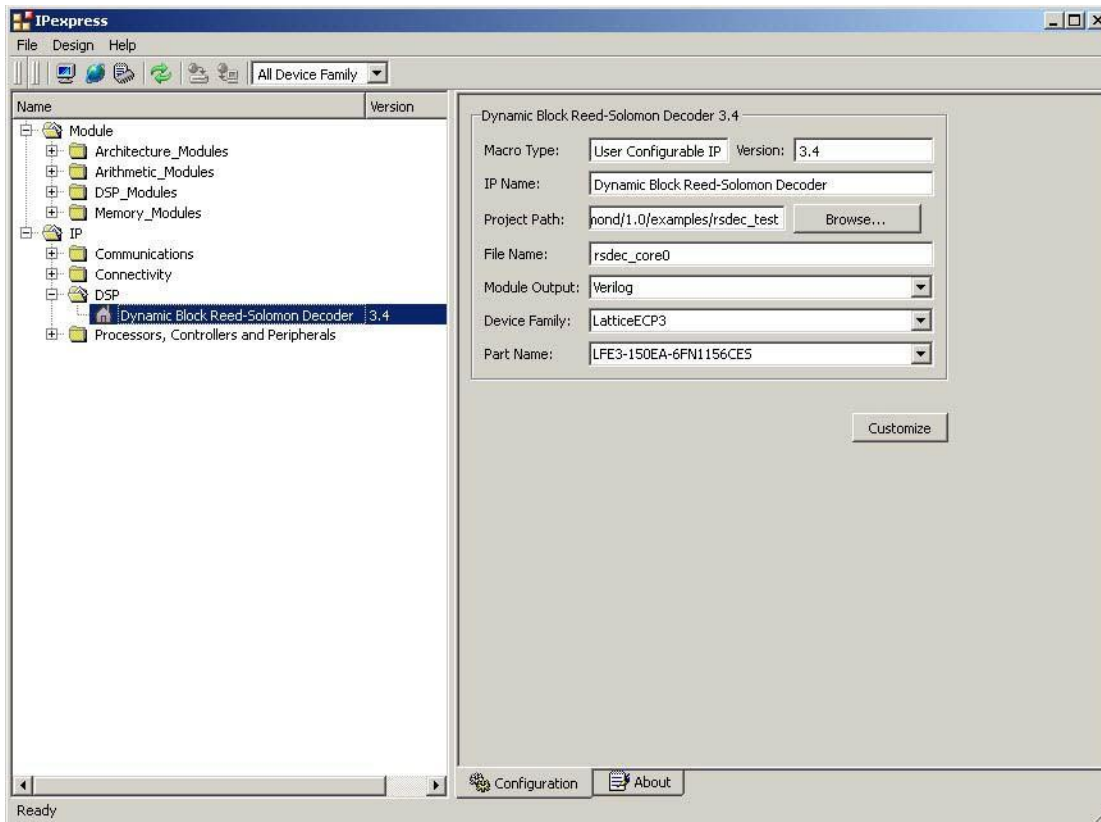 IPexpress
File Design Help
All Device Family
Name Version
Module
Architecture_Modules
Arithmetic_Modules
DSP_Modules
Memory_Modules
IP
Communications
Connectivity
DSP
Dynamic Block Reed-Solomon Decoder 3.4
Processors, Controllers and Peripherals
Dynamic Block Reed-Solomon Decoder 3.4
Macro Type: User Configurable IP Version: 3.4
IP Name: Dynamic Block Reed-Solomon Decoder
Project Path: nond/1.0/examples/rsdec_test Browse...
File Name: rsdec_core0
Module Output: Verilog
Device Family: LatticeECP3
Part Name: LFE3-150EA-6FN1156CES
Customize
Configuration About
Ready